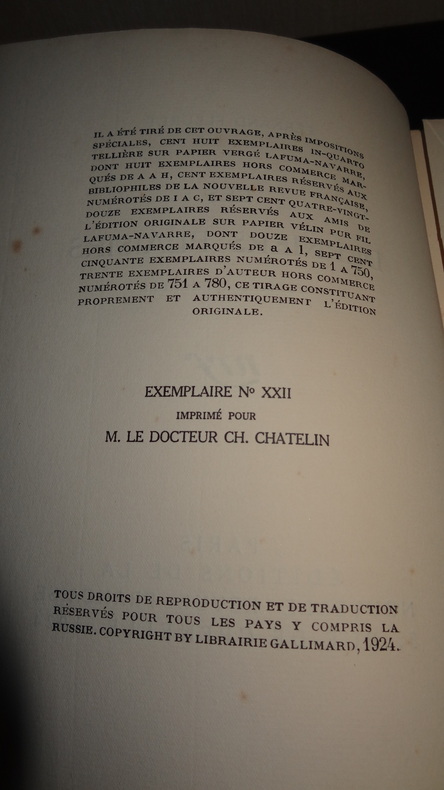 IL A ÉTÉ TIRÉ DE CET OUVRAGE, APRÈS IMPOSITIONS
SPÉCIALES, CENT HUIT EXEMPLAIRES IN-QUARTO
TELLIÈRE SUR PAPIER VERGÉ LAFUMA-NAVARRE,
DONT HUIT EXEMPLAIRES HORS COMMERCE MAR-
QUÉS DE A A H, CENT EXEMPLAIRES RÉSERVÉS AUX
BIBLIOPHILES DE LA NOUVELLE REVUE FRANÇAISE,
NUMÉROTÉS DE I A C, ET SEPT CENT QUATRE-VINGT-
DOUZE EXEMPLAIRES RÉSERVÉS AUX AMIS DE
L'ÉDITION ORIGINALE SUR PAPIER VÉLIN PUR FIL
LAFUMA-NAVARRE, DONT DOUZE EXEMPLAIRES
HORS COMMERCE MARQUÉS DE a A l, SEPT CENT
CINQUANTE EXEMPLAIRES NUMÉROTÉS DE 1 A 750,
TRENTE EXEMPLAIRES D'AUTEUR HORS COMMERCE
NUMÉROTÉS DE 751 A 780, CE TIRAGE CONSTITUANT
PROPREMENT ET AUTHENTIQUEMENT L'ÉDITION
ORIGINALE.
EXEMPLAIRE No XXII
IMPRIMÉ POUR
M. LE DOCTEUR CH. CHATELIN
TOUS DROITS DE REPRODUCTION ET DE TRADUCTION
RÉSERVÉS POUR TOUS LES PAYS Y COMPRIS LA
RUSSIE. COPYRIGHT BY LIBRAIRIE GALLIMARD, 1924.